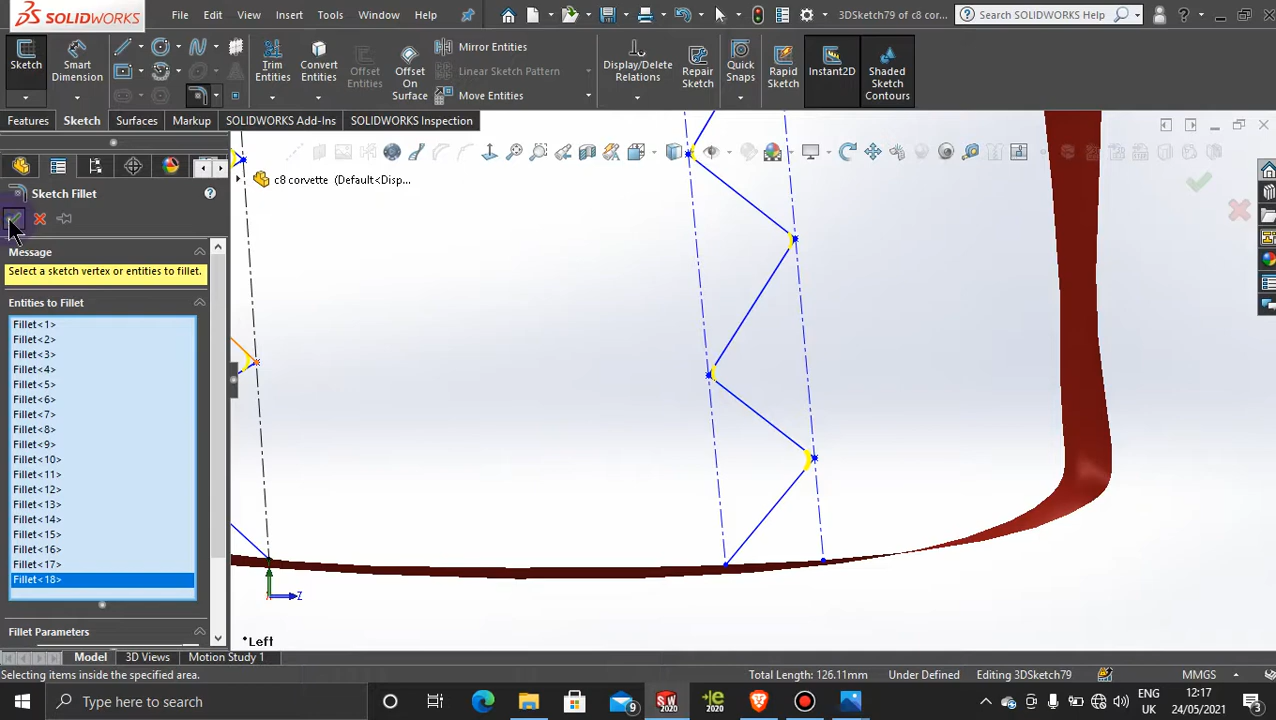 SOLIDWORKS
File
Edit
View
Insert
Tools
Window
Help
3DSketch79 of c8 cor...
Search SOLIDWORKS Help
Sketch
Smart Dimension
Trim Entities
Convert Entities
Offset Entities
Offset On Surface
Mirror Entities
Linear Sketch Pattern
Move Entities
Display/Delete Relations
Repair Sketch
Quick Snaps
Rapid Sketch
Instant2D
Shaded Sketch Contours
Features
Sketch
Surfaces
Markup
SOLIDWORKS Add-Ins
SOLIDWORKS Inspection
c8 corvette (Default<Disp...
Sketch Fillet
Message
Select a sketch vertex or entities to fillet.
Entities to Fillet
Fillet<1>
Fillet<2>
Fillet<3>
Fillet<4>
Fillet<5>
Fillet<6>
Fillet<7>
Fillet<8>
Fillet<9>
Fillet<10>
Fillet<11>
Fillet<12>
Fillet<13>
Fillet<14>
Fillet<15>
Fillet<16>
Fillet<17>
Fillet<18>
Fillet Parameters
Z
*Left
Model
3D Views
Motion Study 1
Selecting items inside the specified area.
Total Length: 126.11mm
Under Defined
Editing 3DSketch79
MMGS
Type here to search
9
SW 2020
e 2020
ENG
UK
12:17
24/05/2021
3